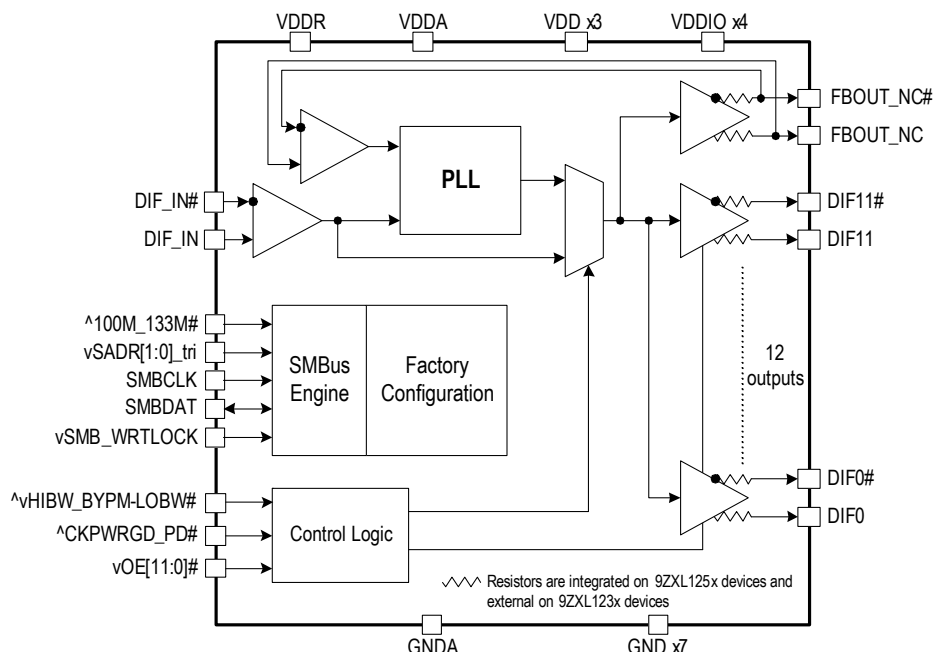 VDDR
VDDA
VDD x3
VDDIO x4
FBOUT_NC#
FBOUT_NC
PLL
DIF_IN#
DIF_IN
DIF11#
DIF11
^100M_133M#
vSADR[1:0]_tri
SMBCLK
SMBDAT
vSMB_WRTLOCK
SMBus
Engine
Factory
Configuration
12
outputs
^vHIBW_BYPM-LOBW#
^CKPWRGD_PD#
vOE[11:0]#
Control Logic
DIF0#
DIF0
Resistors are integrated on 9ZXL125x devices and
external on 9ZXL123x devices
GNDA
GND x7